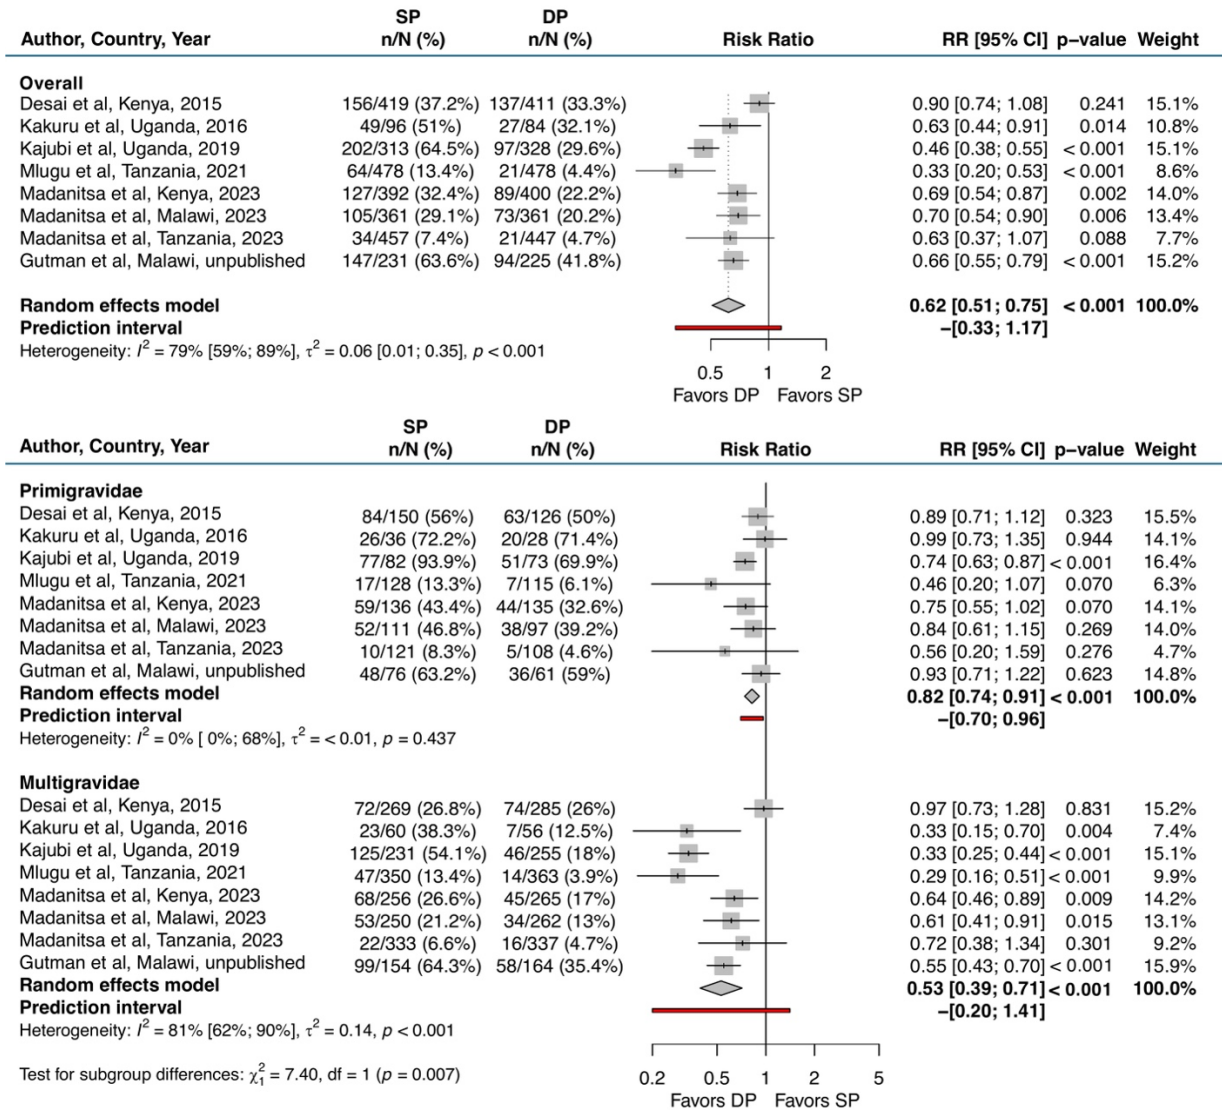 SP DP
Author, Country, Year n/N (%) n/N (%) Risk Ratio RR [95% CI] p−value Weight
Overall
Desai et al, Kenya, 2015 156/419 (37.2%) 137/411 (33.3%) 0.90 [0.74; 1.08] 0.241 15.1%
Kakuru et al, Uganda, 2016 49/96 (51%) 27/84 (32.1%) 0.63 [0.44; 0.91] 0.014 10.8%
Kajubi et al, Uganda, 2019 202/313 (64.5%) 97/328 (29.6%) 0.46 [0.38; 0.55] < 0.001 15.1%
Mlugu et al, Tanzania, 2021 64/478 (13.4%) 21/478 (4.4%) 0.33 [0.20; 0.53] < 0.001 8.6%
Madanitsa et al, Kenya, 2023 127/392 (32.4%) 89/400 (22.2%) 0.69 [0.54; 0.87] 0.002 14.0%
Madanitsa et al, Malawi, 2023 105/361 (29.1%) 73/361 (20.2%) 0.70 [0.54; 0.90] 0.006 13.4%
Madanitsa et al, Tanzania, 2023 34/457 (7.4%) 21/447 (4.7%) 0.63 [0.37; 1.07] 0.088 7.7%
Gutman et al, Malawi, unpublished 147/231 (63.6%) 94/225 (41.8%) 0.66 [0.55; 0.79] < 0.001 15.2%
Random effects model 0.62 [0.51; 0.75] < 0.001 100.0%
Prediction interval −[0.33; 1.17]
Heterogeneity: I² = 79% [59%; 89%], τ² = 0.06 [0.01; 0.35], p < 0.001
0.5 1 2
Favors DP Favors SP
SP DP
Author, Country, Year n/N (%) n/N (%) Risk Ratio RR [95% CI] p−value Weight
Primigravidae
Desai et al, Kenya, 2015 84/150 (56%) 63/126 (50%) 0.89 [0.71; 1.12] 0.323 15.5%
Kakuru et al, Uganda, 2016 26/36 (72.2%) 20/28 (71.4%) 0.99 [0.73; 1.35] 0.944 14.1%
Kajubi et al, Uganda, 2019 77/82 (93.9%) 51/73 (69.9%) 0.74 [0.63; 0.87] < 0.001 16.4%
Mlugu et al, Tanzania, 2021 17/128 (13.3%) 7/115 (6.1%) 0.46 [0.20; 1.07] 0.070 6.3%
Madanitsa et al, Kenya, 2023 59/136 (43.4%) 44/135 (32.6%) 0.75 [0.55; 1.02] 0.070 14.1%
Madanitsa et al, Malawi, 2023 52/111 (46.8%) 38/97 (39.2%) 0.84 [0.61; 1.15] 0.269 14.0%
Madanitsa et al, Tanzania, 2023 10/121 (8.3%) 5/108 (4.6%) 0.56 [0.20; 1.59] 0.276 4.7%
Gutman et al, Malawi, unpublished 48/76 (63.2%) 36/61 (59%) 0.93 [0.71; 1.22] 0.623 14.8%
Random effects model 0.82 [0.74; 0.91] < 0.001 100.0%
Prediction interval −[0.70; 0.96]
Heterogeneity: I² = 0% [ 0%; 68%], τ² = < 0.01, p = 0.437
Multigravidae
Desai et al, Kenya, 2015 72/269 (26.8%) 74/285 (26%) 0.97 [0.73; 1.28] 0.831 15.2%
Kakuru et al, Uganda, 2016 23/60 (38.3%) 7/56 (12.5%) 0.33 [0.15; 0.70] 0.004 7.4%
Kajubi et al, Uganda, 2019 125/231 (54.1%) 46/255 (18%) 0.33 [0.25; 0.44] < 0.001 15.1%
Mlugu et al, Tanzania, 2021 47/350 (13.4%) 14/363 (3.9%) 0.29 [0.16; 0.51] < 0.001 9.9%
Madanitsa et al, Kenya, 2023 68/256 (26.6%) 45/265 (17%) 0.64 [0.46; 0.89] 0.009 14.2%
Madanitsa et al, Malawi, 2023 53/250 (21.2%) 34/262 (13%) 0.61 [0.41; 0.91] 0.015 13.1%
Madanitsa et al, Tanzania, 2023 22/333 (6.6%) 16/337 (4.7%) 0.72 [0.38; 1.34] 0.301 9.2%
Gutman et al, Malawi, unpublished 99/154 (64.3%) 58/164 (35.4%) 0.55 [0.43; 0.70] < 0.001 15.9%
Random effects model 0.53 [0.39; 0.71] < 0.001 100.0%
Prediction interval −[0.20; 1.41]
Heterogeneity: I² = 81% [62%; 90%], τ² = 0.14, p < 0.001
Test for subgroup differences: χ²₁ = 7.40, df = 1 (p = 0.007)
0.2 0.5 1 2 5
Favors DP Favors SP